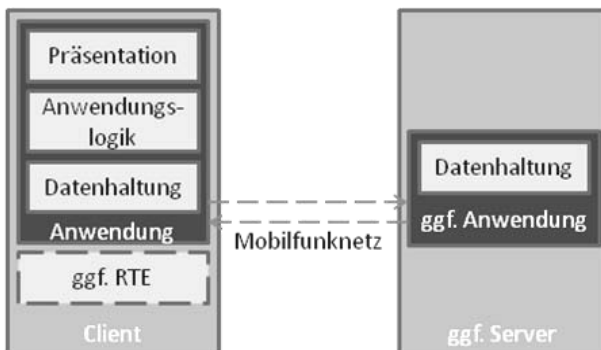 Präsentation
Anwendungs-
logik
Datenhaltung
Anwendung
ggf. RTE
Client
Mobilfunknetz
Datenhaltung
ggf. Anwendung
ggf. Server